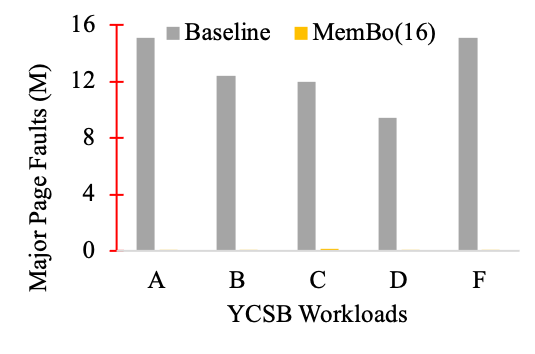 Major Page Faults (M)
16
12
8
4
0
Baseline MemBo(16)
A B C D F
YCSB Workloads